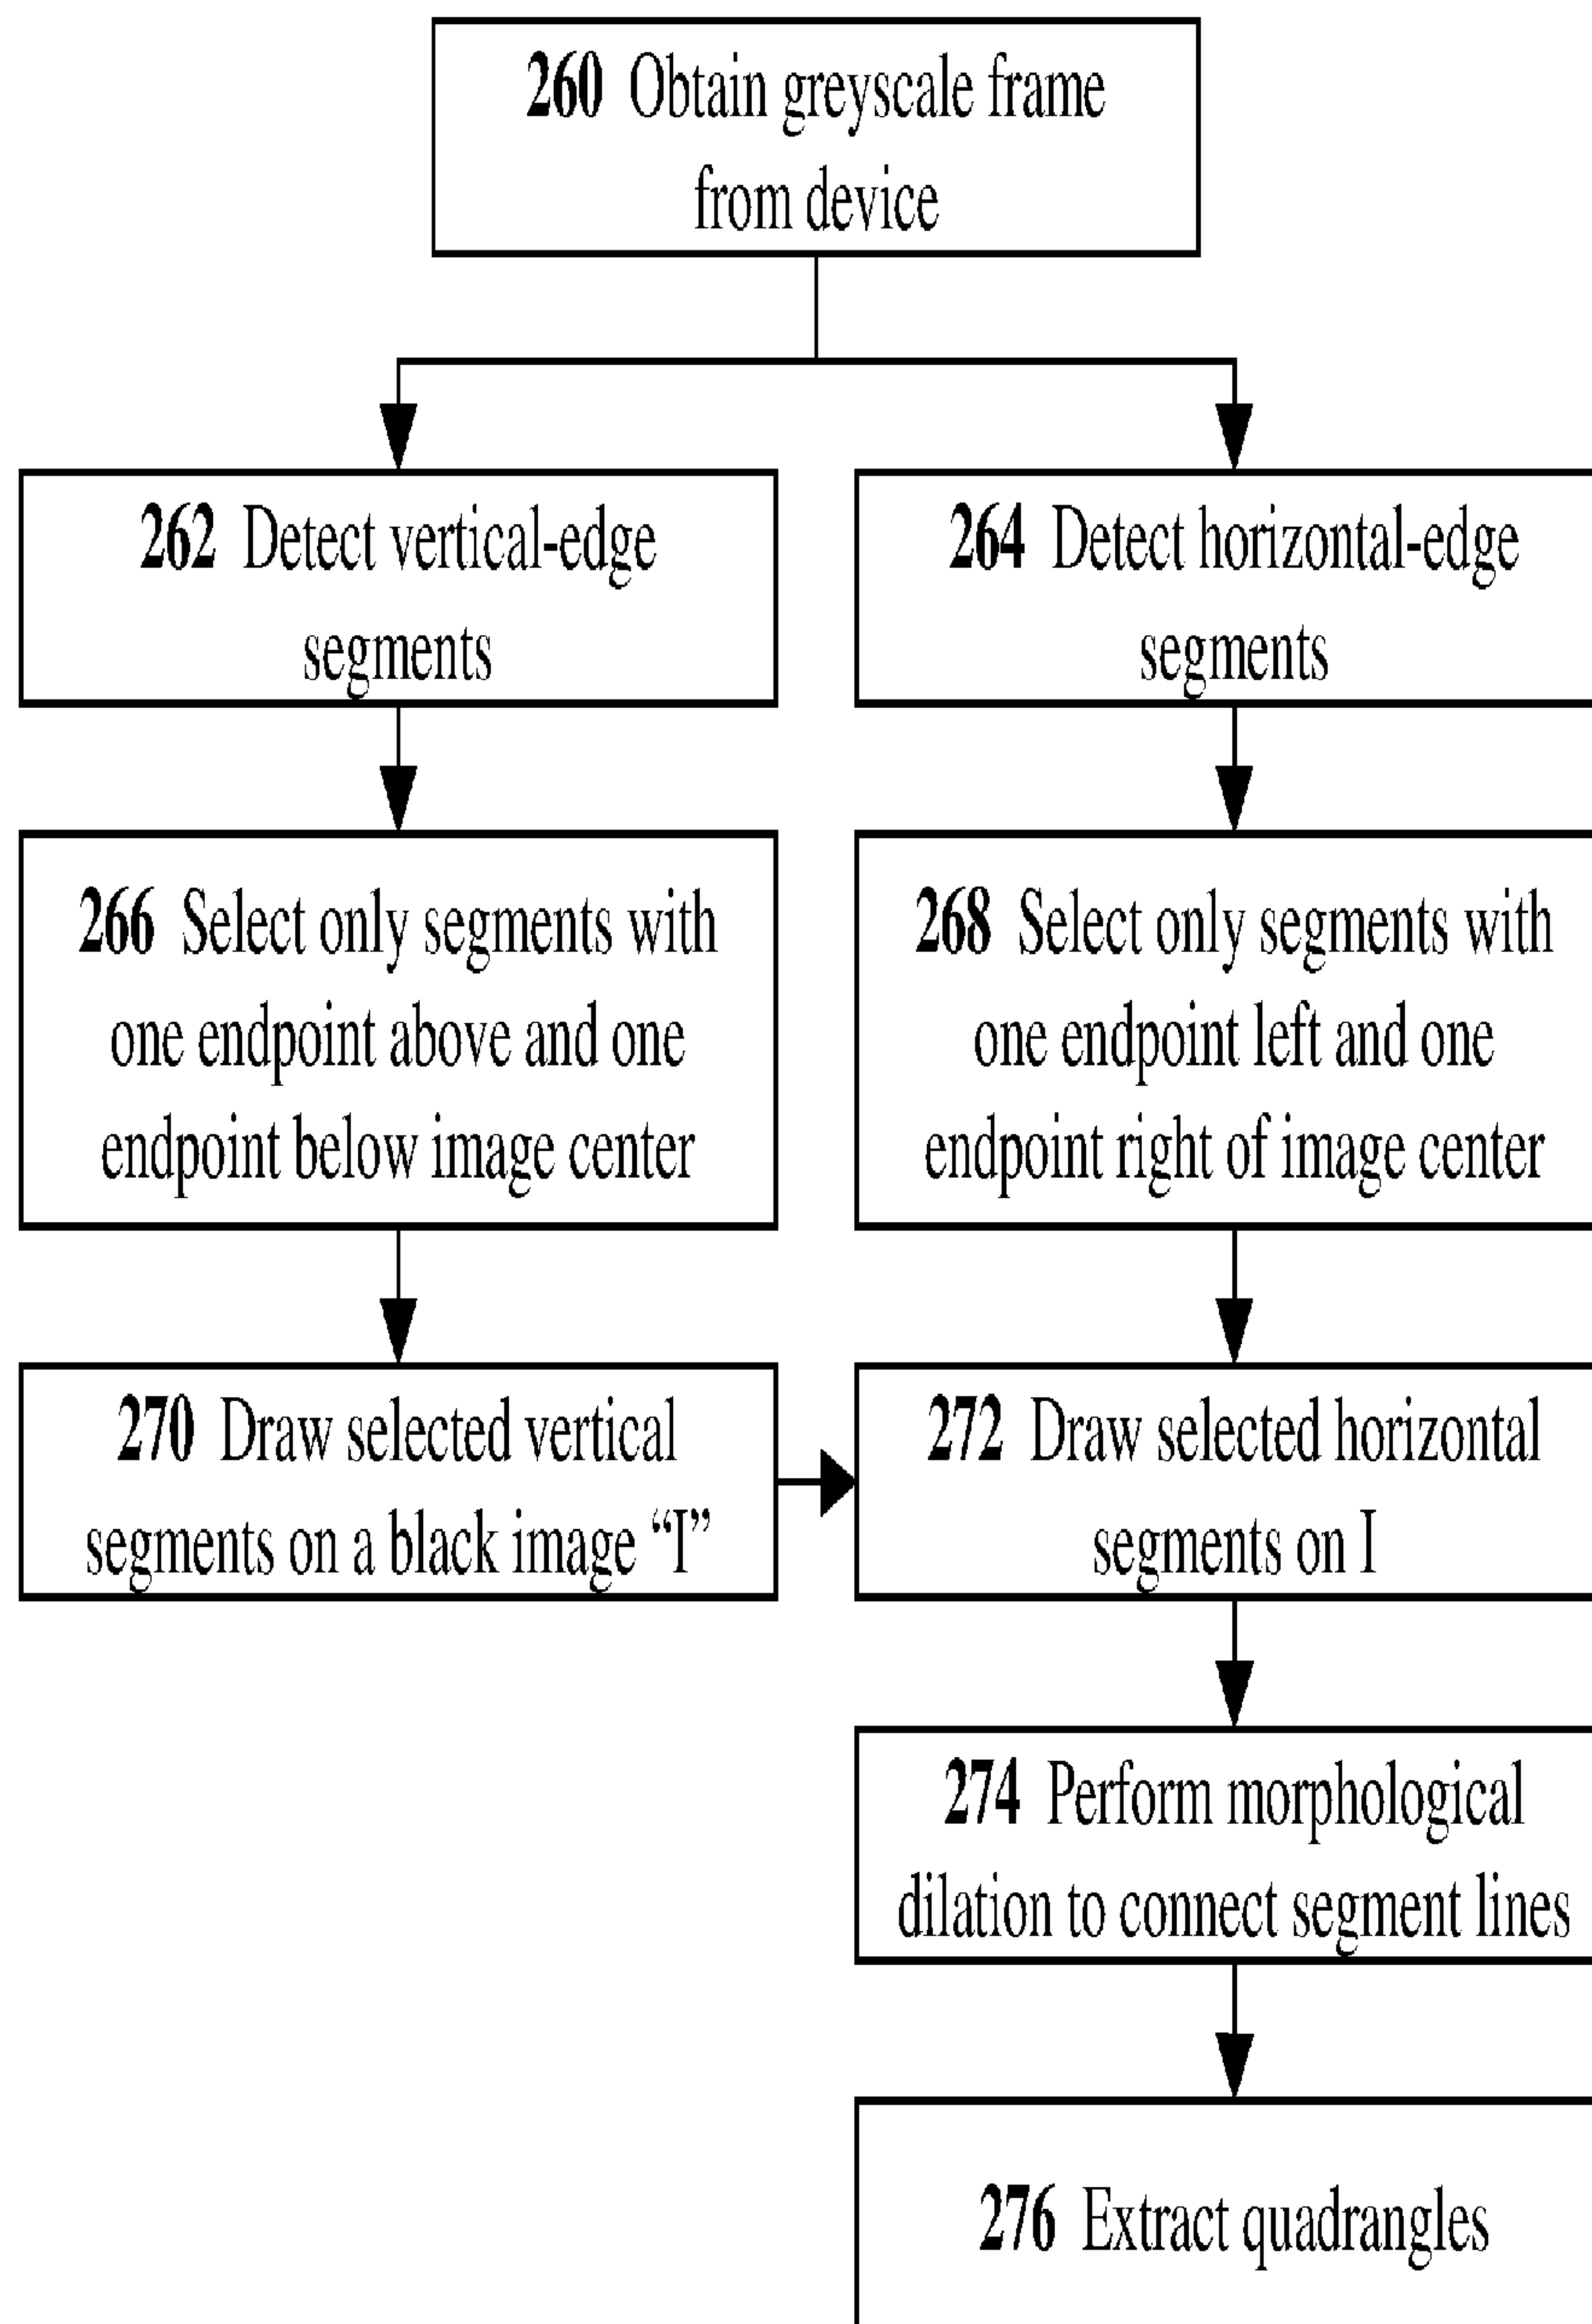 260 Obtain greyscale frame
from device
262 Detect vertical-edge
segments
264 Detect horizontal-edge
segments
266 Select only segments with
one endpoint above and one
endpoint below image center
268 Select only segments with
one endpoint left and one
endpoint right of image center
270 Draw selected vertical
segments on a black image “I”
272 Draw selected horizontal
segments on I
274 Perform morphological
dilation to connect segment lines
276 Extract quadrangles